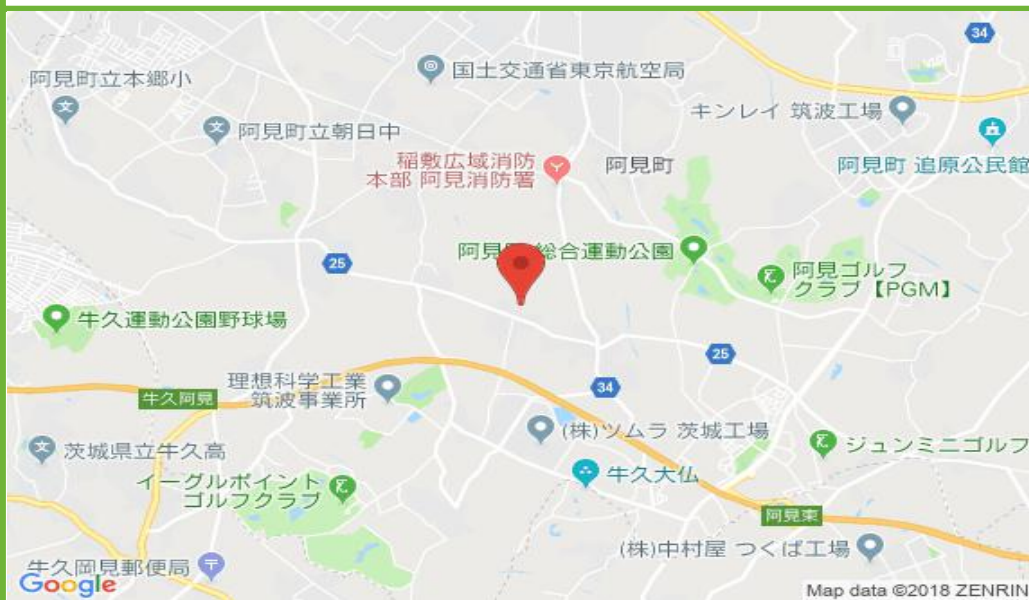 34
阿見町立本郷小
国土交通省東京航空局
キンレイ 筑波工場
阿見町立朝日中
稲敷広域消防
本部 阿見消防署
阿見町
阿見町 追原公民館
阿見
総合運動公園
25
阿見ゴルフ
クラブ【PGM】
牛久運動公園野球場
25
理想科学工業
筑波事業所
34
牛久阿見
(株)ツムラ 茨城工場
茨城県立牛久高
ジュンミニゴルフ
牛久大仏
イーグルポイント
ゴルフクラブ
阿見東
(株)中村屋 つくば工場
牛久岡見郵便局
Google
Map data ©2018 ZENRIN